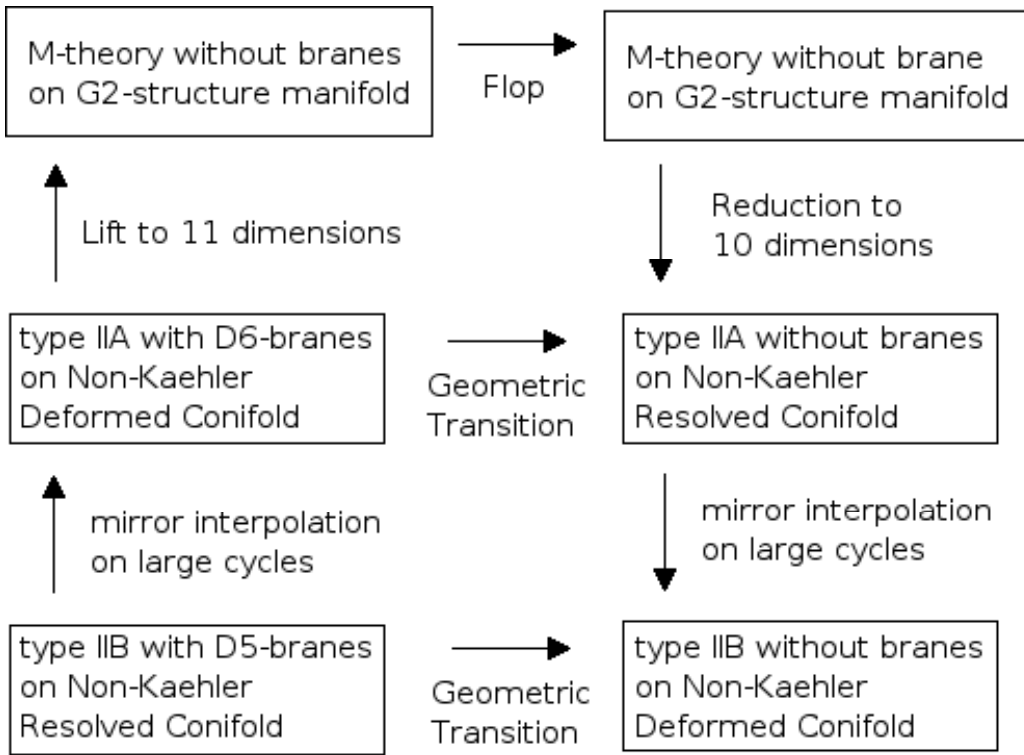 M-theory without branes
on G2-structure manifold
Flop
M-theory without brane
on G2-structure manifold
Lift to 11 dimensions
Reduction to
10 dimensions
type IIA with D6-branes
on Non-Kaehler
Deformed Conifold
Geometric
Transition
type IIA without branes
on Non-Kaehler
Resolved Conifold
mirror interpolation
on large cycles
mirror interpolation
on large cycles
type IIB with D5-branes
on Non-Kaehler
Resolved Conifold
Geometric
Transition
type IIB without branes
on Non-Kaehler
Deformed Conifold